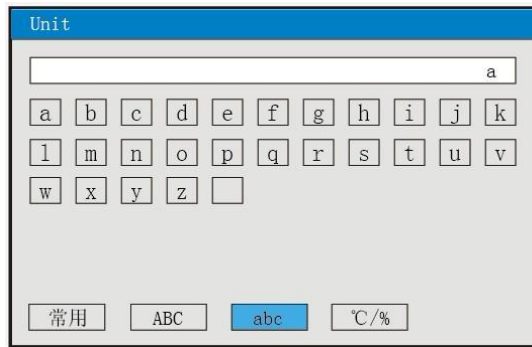 Unit
a
a b c d e f g h i j k
l m n o p q r s t u v
w x y z
常用 ABC abc ℃/%